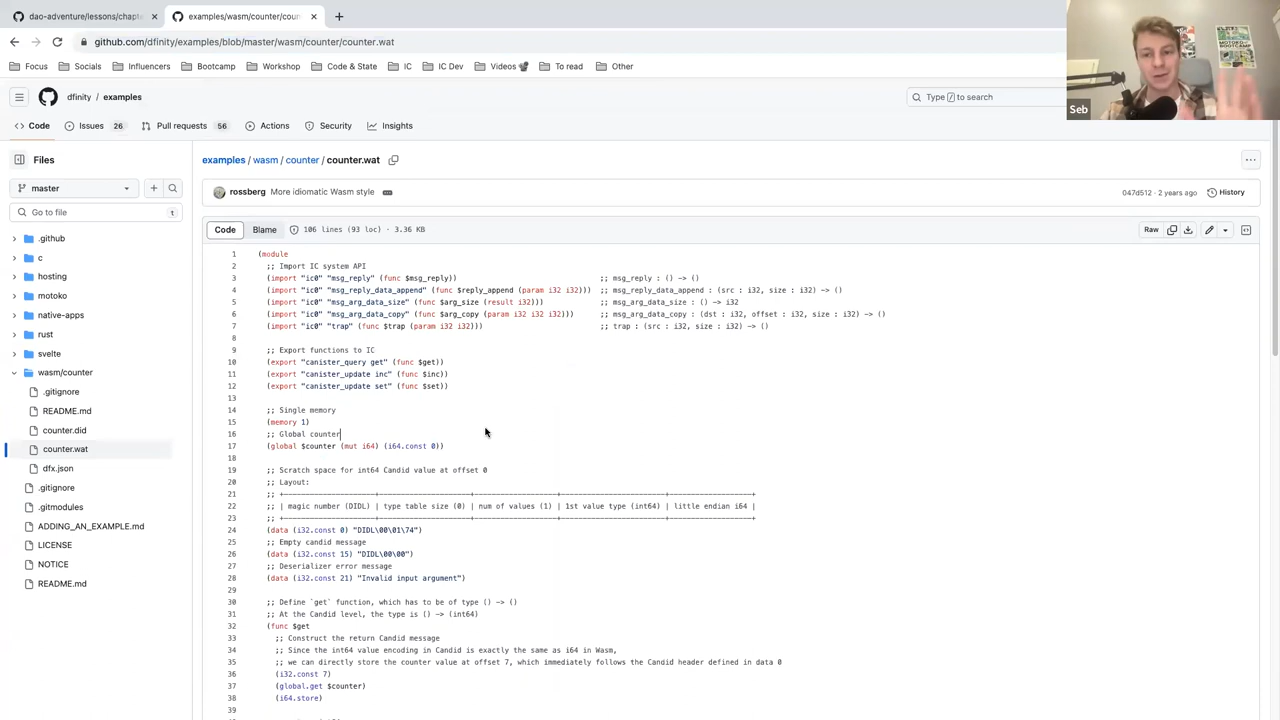 dao-adventure/lessons/chapte
examples/wasm/counter/coun
github.com/dfinity/examples/blob/master/wasm/counter/counter.wat
Focus Socials Influencers Bootcamp Workshop Code & State IC IC Dev Videos To read Other
MOTOKO
BOOTCAMP
Seb
dfinity / examples
Type / to search
Code Issues 26 Pull requests 56 Actions Security Insights
Files
master
Go to file t
.github
c
hosting
motoko
native-apps
rust
svelte
wasm/counter
.gitignore
README.md
counter.did
counter.wat
dfx.json
.gitignore
.gitmodules
ADDING_AN_EXAMPLE.md
LICENSE
NOTICE
README.md
examples / wasm / counter / counter.wat
rossberg More idiomatic Wasm style
047d512 · 2 years ago History
Code Blame 106 lines (93 loc) · 3.36 KB
Raw
1 (module
2 ;; Import IC system API
3 (import "ic0" "msg_reply" (func $msg_reply)) ;; msg_reply : () -> ()
4 (import "ic0" "msg_reply_data_append" (func $reply_append (param i32 i32))) ;; msg_reply_data_append : (src : i32, size : i32) -> ()
5 (import "ic0" "msg_arg_data_size" (func $arg_size (result i32))) ;; msg_arg_data_size : () -> i32
6 (import "ic0" "msg_arg_data_copy" (func $arg_copy (param i32 i32 i32))) ;; msg_arg_data_copy : (dst : i32, offset : i32, size : i32) -> ()
7 (import "ic0" "trap" (func $trap (param i32 i32))) ;; trap : (src : i32, size : i32) -> ()
8
9 ;; Export functions to IC
10 (export "canister_query get" (func $get))
11 (export "canister_update inc" (func $inc))
12 (export "canister_update set" (func $set))
13
14 ;; Single memory
15 (memory 1)
16 ;; Global counter
17 (global $counter (mut i64) (i64.const 0))
18
19 ;; Scratch space for int64 Candid value at offset 0
20 ;; Layout:
21 ;; +---------------------+---------------------+--------------------+------------------------+--------------------+
22 ;; | magic number (DIDL) | type table size (0) | num of values (1) | 1st value type (int64) | little endian i64 |
23 ;; +---------------------+---------------------+--------------------+------------------------+--------------------+
24 (data (i32.const 0) "DIDL\00\01\74")
25 ;; Empty candid message
26 (data (i32.const 15) "DIDL\00\00")
27 ;; Deserializer error message
28 (data (i32.const 21) "Invalid input argument")
29
30 ;; Define `get` function, which has to be of type () -> ()
31 ;; At the Candid level, the type is () -> (int64)
32 (func $get
33 ;; Construct the return Candid message
34 ;; Since the int64 value encoding in Candid is exactly the same as i64 in Wasm,
35 ;; we can directly store the counter value at offset 7, which immediately follows the Candid header defined in data 0
36 (i32.const 7)
37 (global.get $counter)
38 (i64.store)